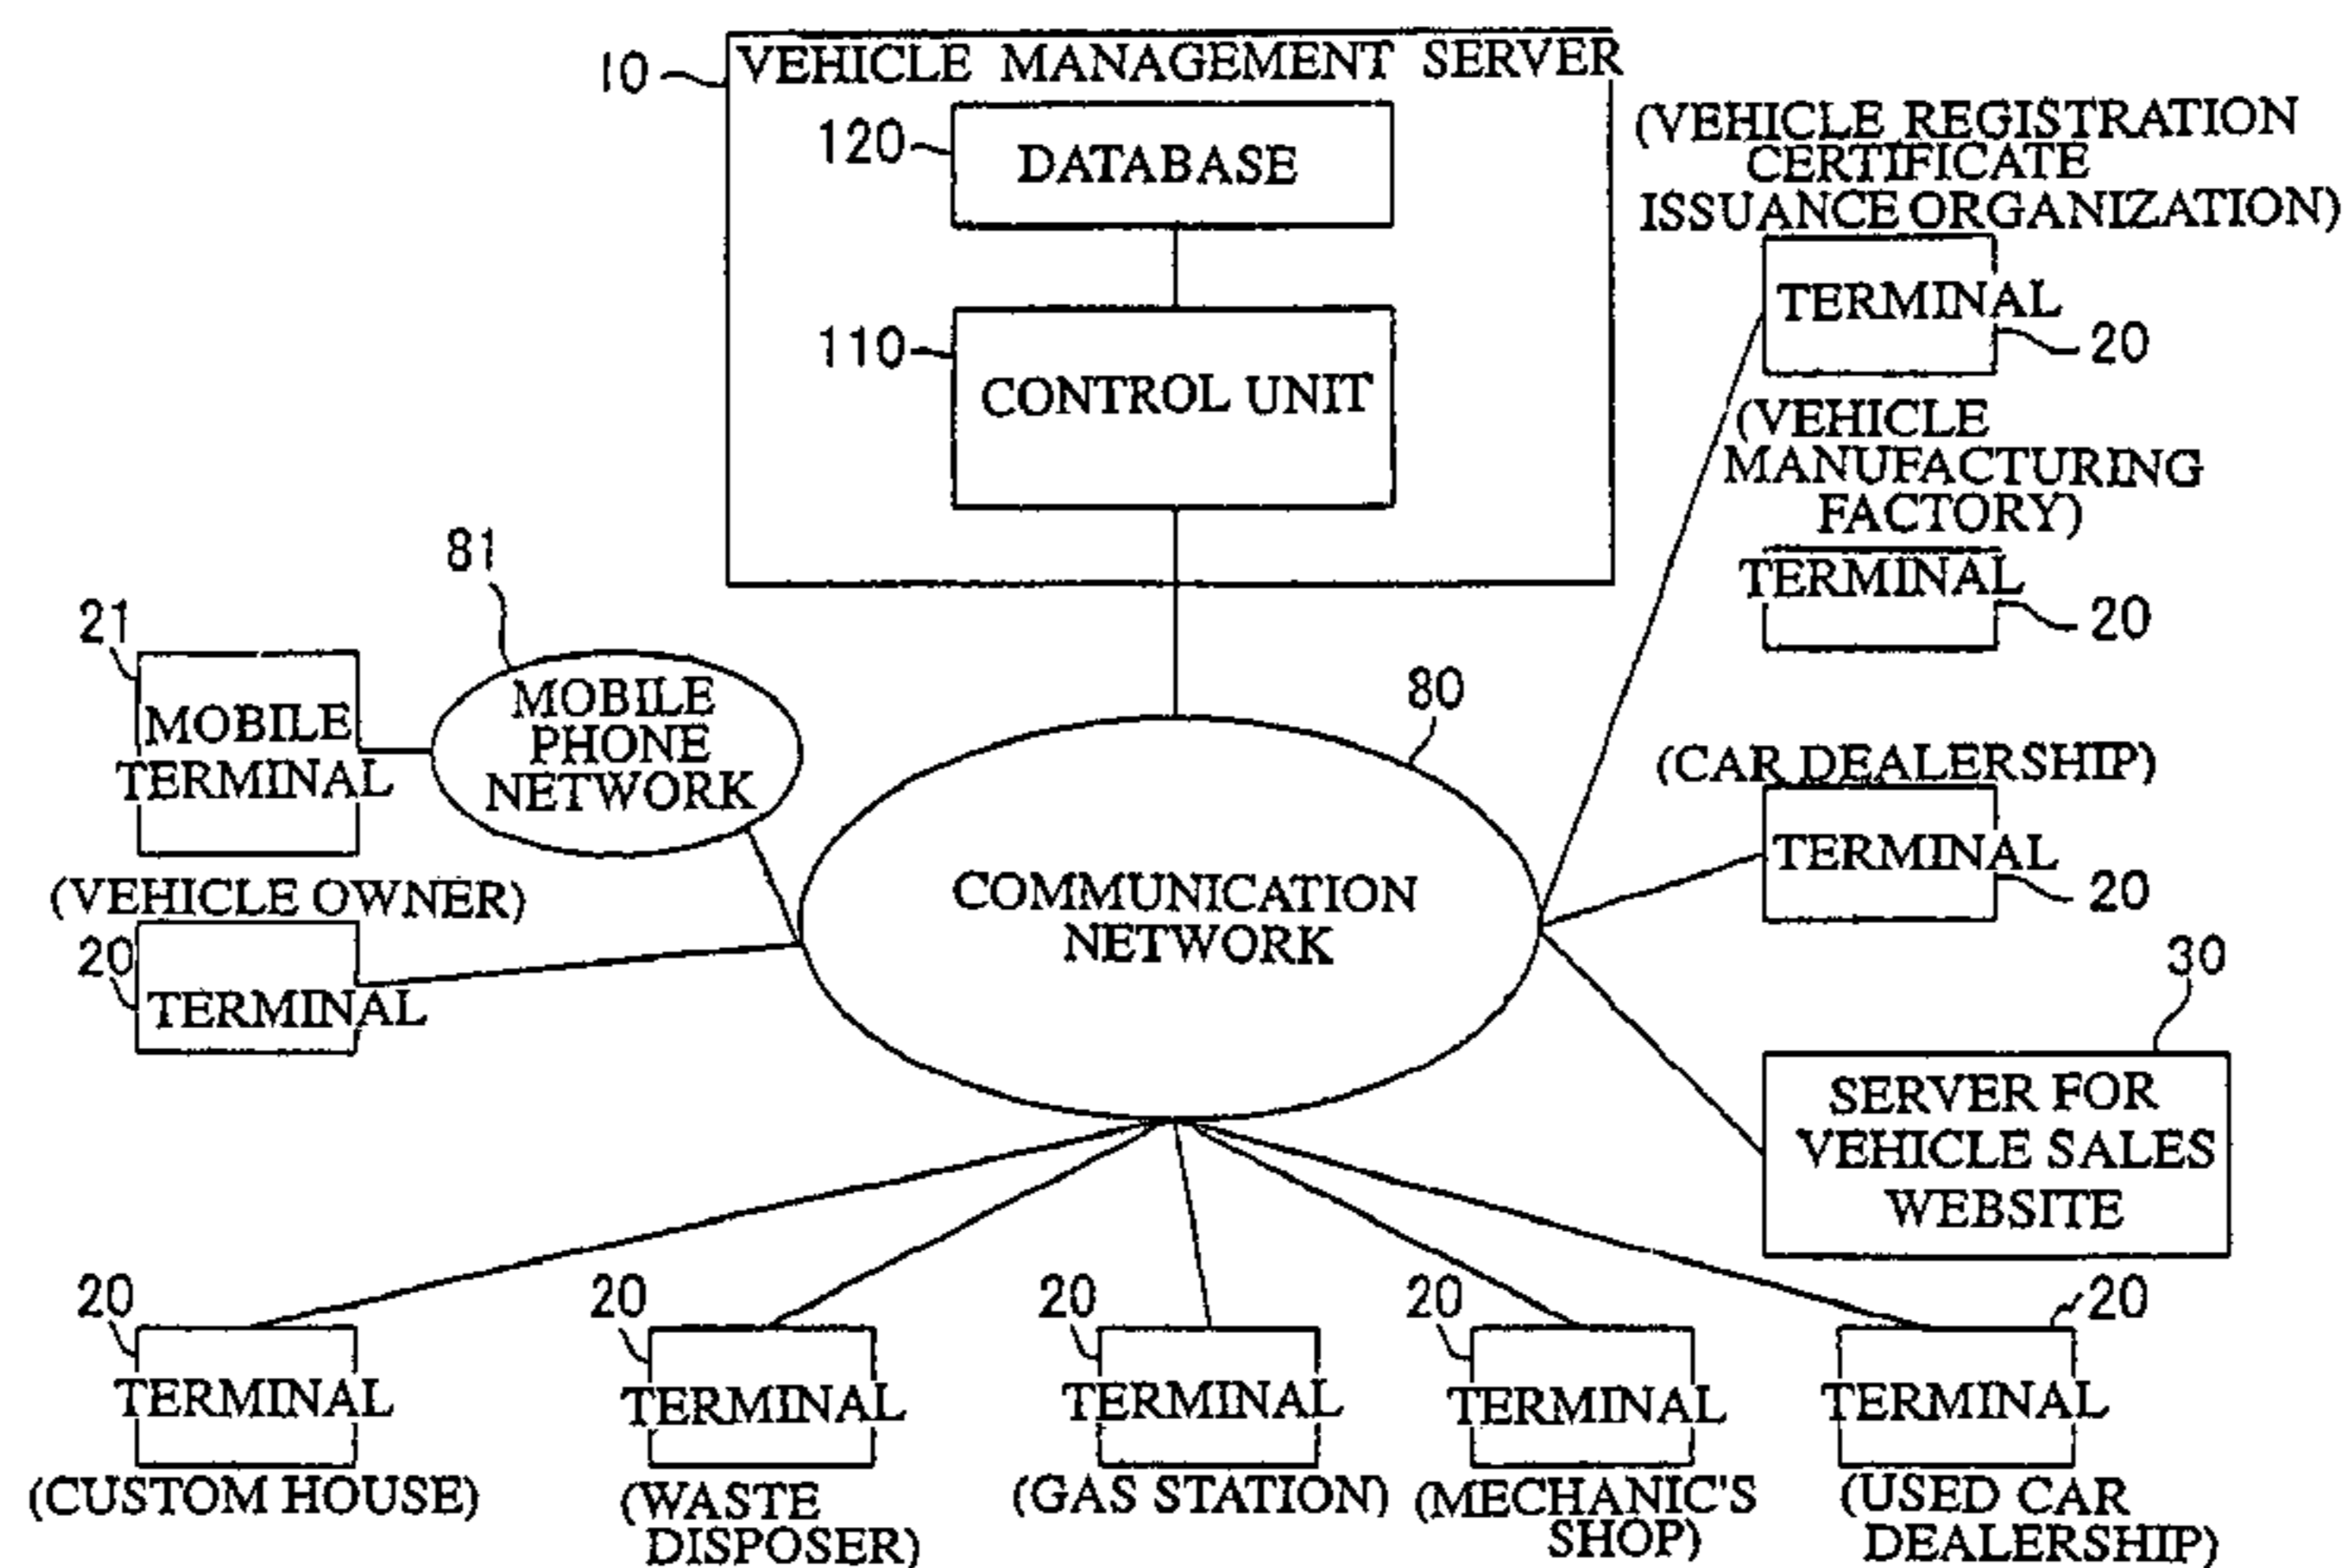 10
VEHICLE MANAGEMENT SERVER
120
DATABASE
110
CONTROL UNIT
(VEHICLE REGISTRATION
CERTIFICATE
ISSUANCE ORGANIZATION)
TERMINAL
20
(VEHICLE
MANUFACTURING
FACTORY)
TERMINAL
20
81
21
MOBILE
TERMINAL
MOBILE
PHONE
NETWORK
80
(CAR DEALERSHIP)
TERMINAL
20
(VEHICLE OWNER)
20
TERMINAL
COMMUNICATION
NETWORK
30
SERVER FOR
VEHICLE SALES
WEBSITE
20
TERMINAL
(CUSTOM HOUSE)
20
TERMINAL
(WASTE
DISPOSER)
20
TERMINAL
(GAS STATION)
20
TERMINAL
(MECHANIC'S
SHOP)
20
TERMINAL
(USED CAR
DEALERSHIP)